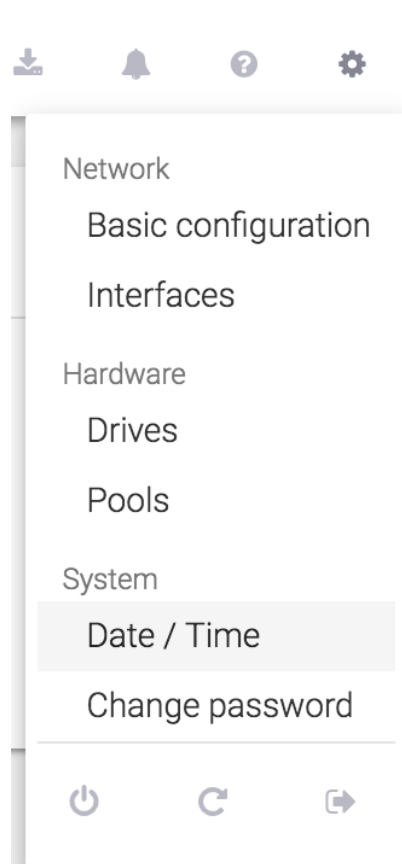 Network
Basic configuration
Interfaces
Hardware
Drives
Pools
System
Date / Time
Change password